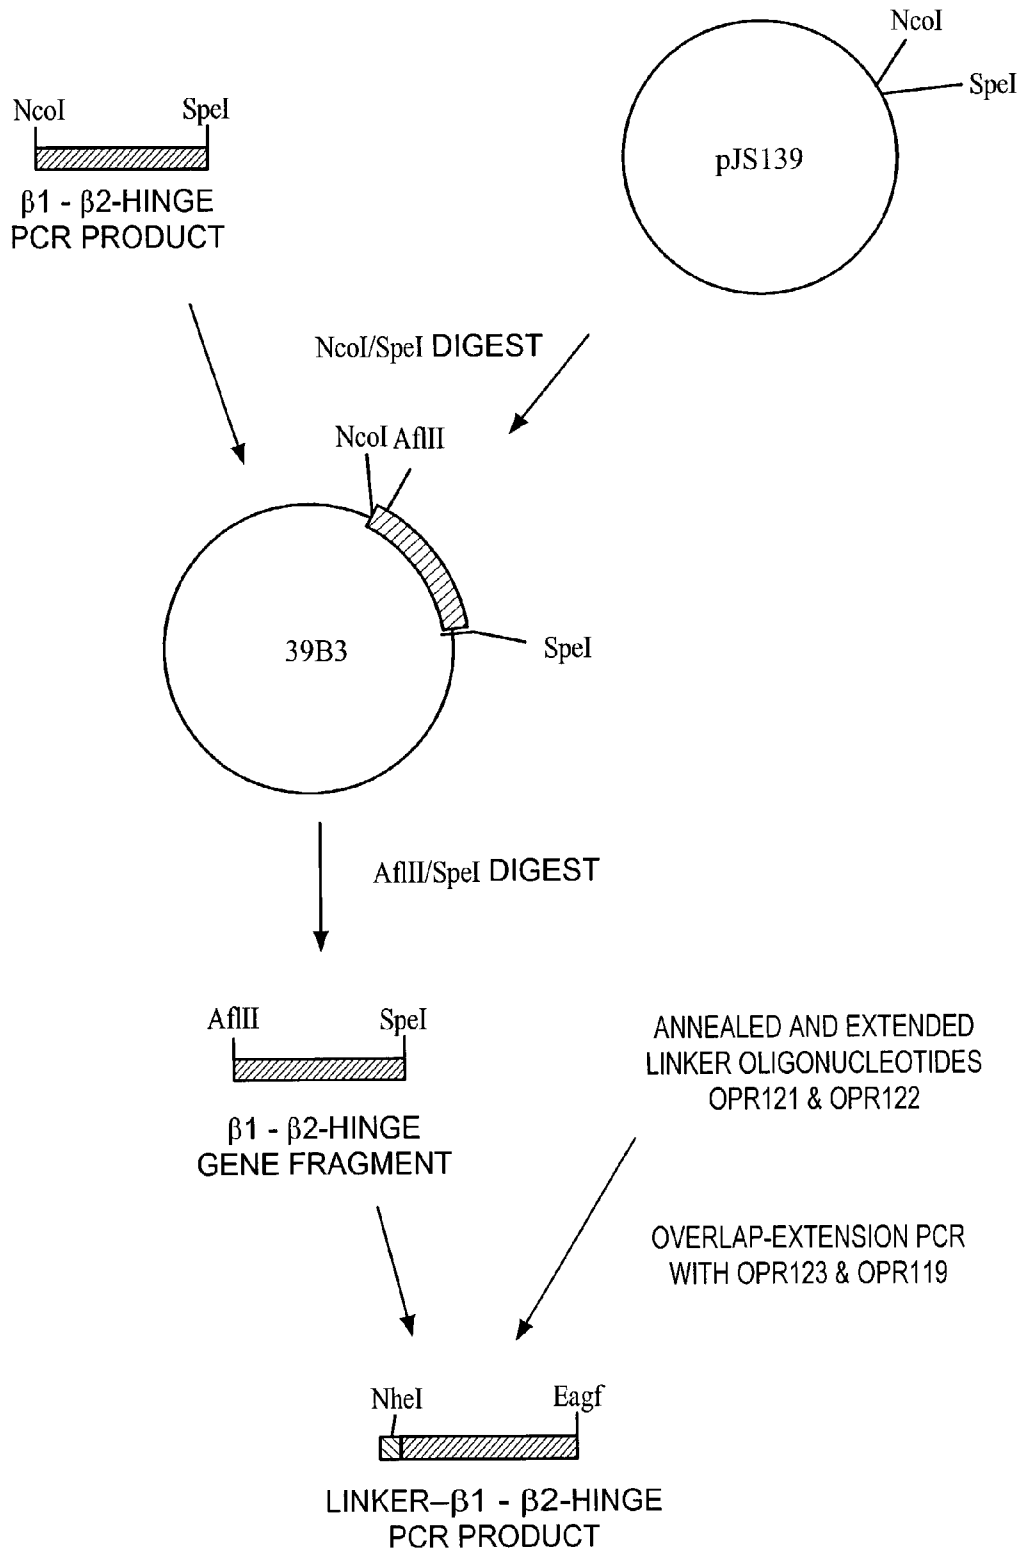 NcoI
SpeI
pJS139
NcoI
SpeI
β1 - β2-HINGE
PCR PRODUCT
NcoI/SpeI DIGEST
NcoI AflII
39B3
SpeI
AflII/SpeI DIGEST
AflII
SpeI
β1 - β2-HINGE
GENE FRAGMENT
ANNEALED AND EXTENDED
LINKER OLIGONUCLEOTIDES
OPR121 & OPR122
OVERLAP-EXTENSION PCR
WITH OPR123 & OPR119
NheI
Eagf
LINKER–β1 - β2-HINGE
PCR PRODUCT